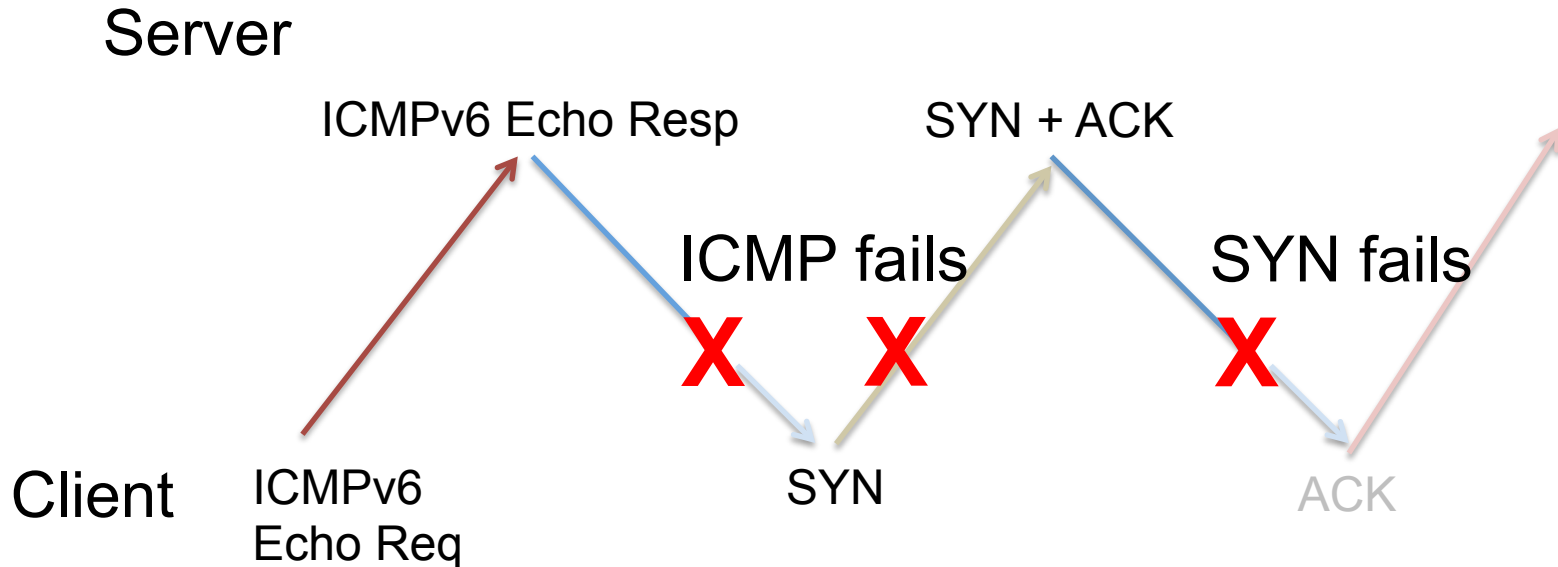 Server
ICMPv6 Echo Resp
SYN + ACK
ICMP fails
SYN fails
X
X
X
Client
ICMPv6
Echo Req
SYN
ACK